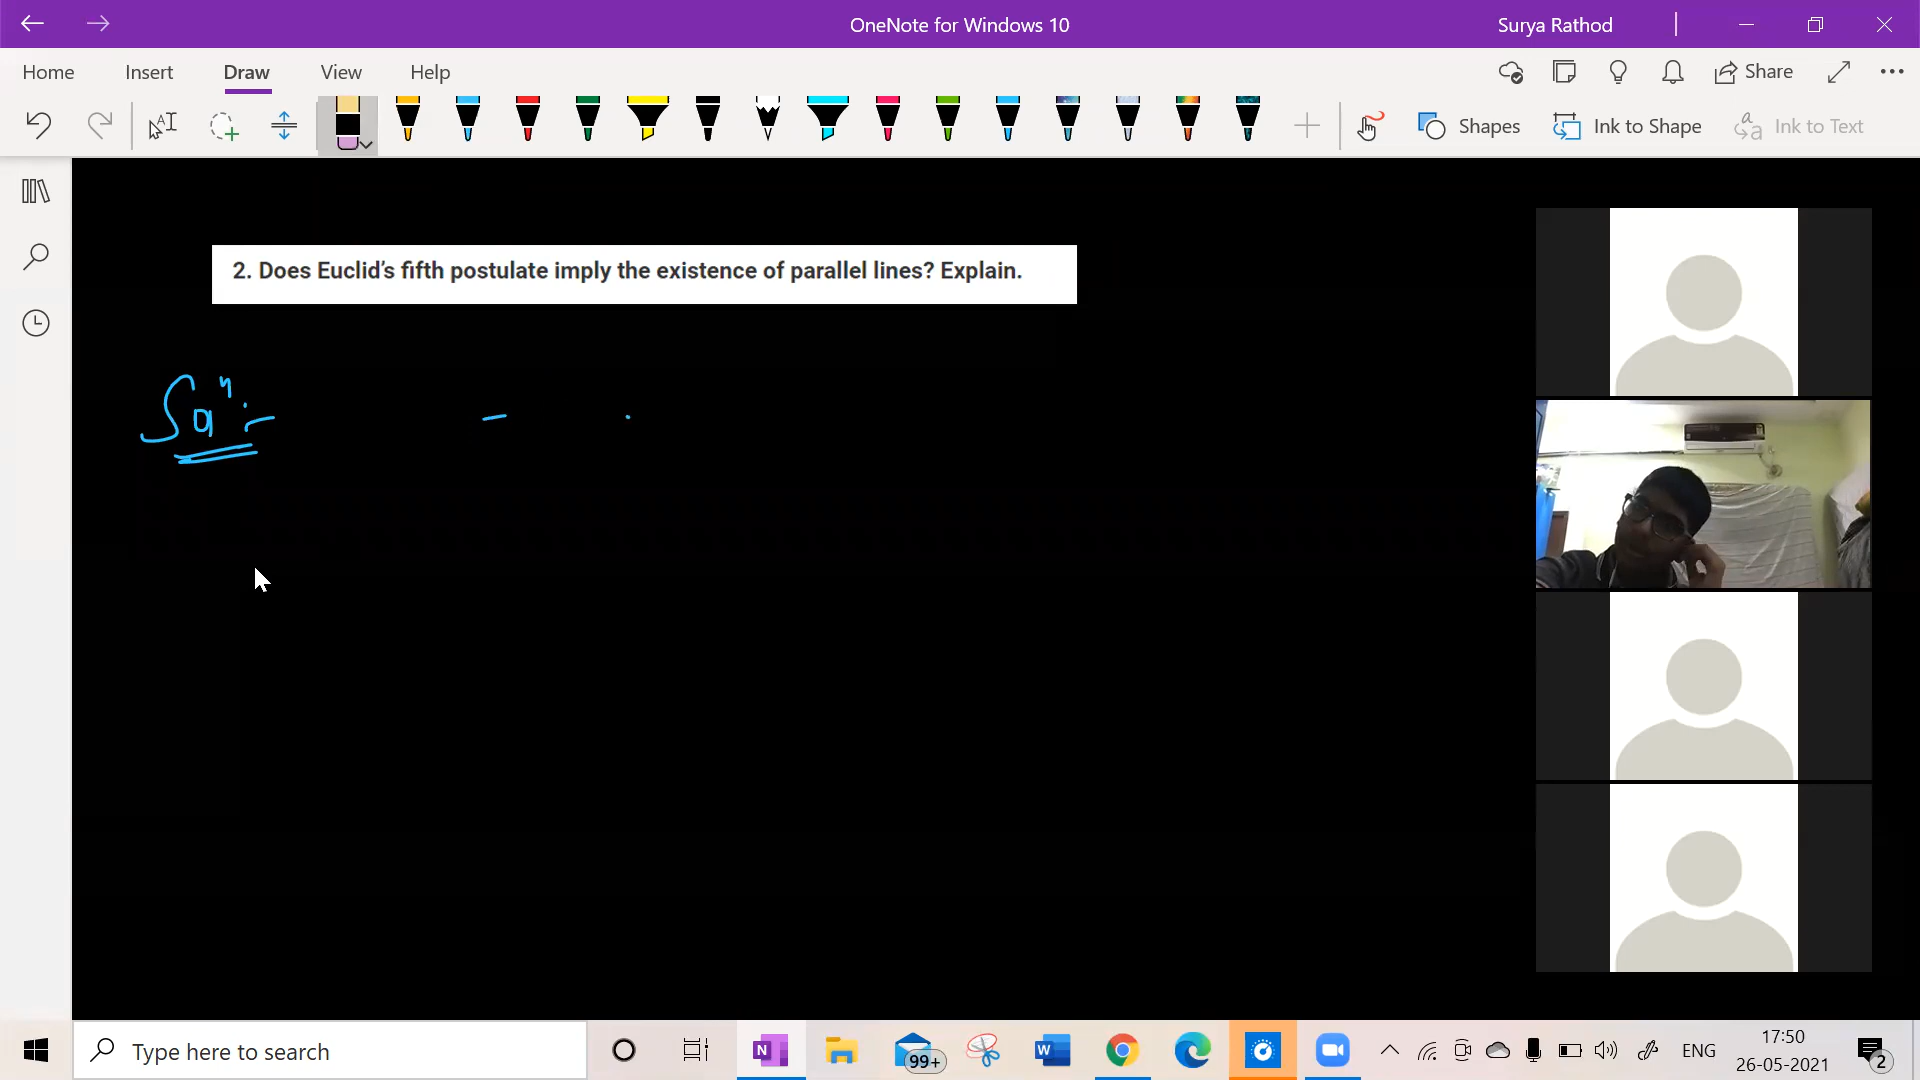 OneNote for Windows 10
Surya Rathod
Home Insert Draw View Help
Share
Shapes Ink to Shape Ink to Text
2. Does Euclid's fifth postulate imply the existence of parallel lines? Explain.
Type here to search
99+
ENG
17:50
26-05-2021
2